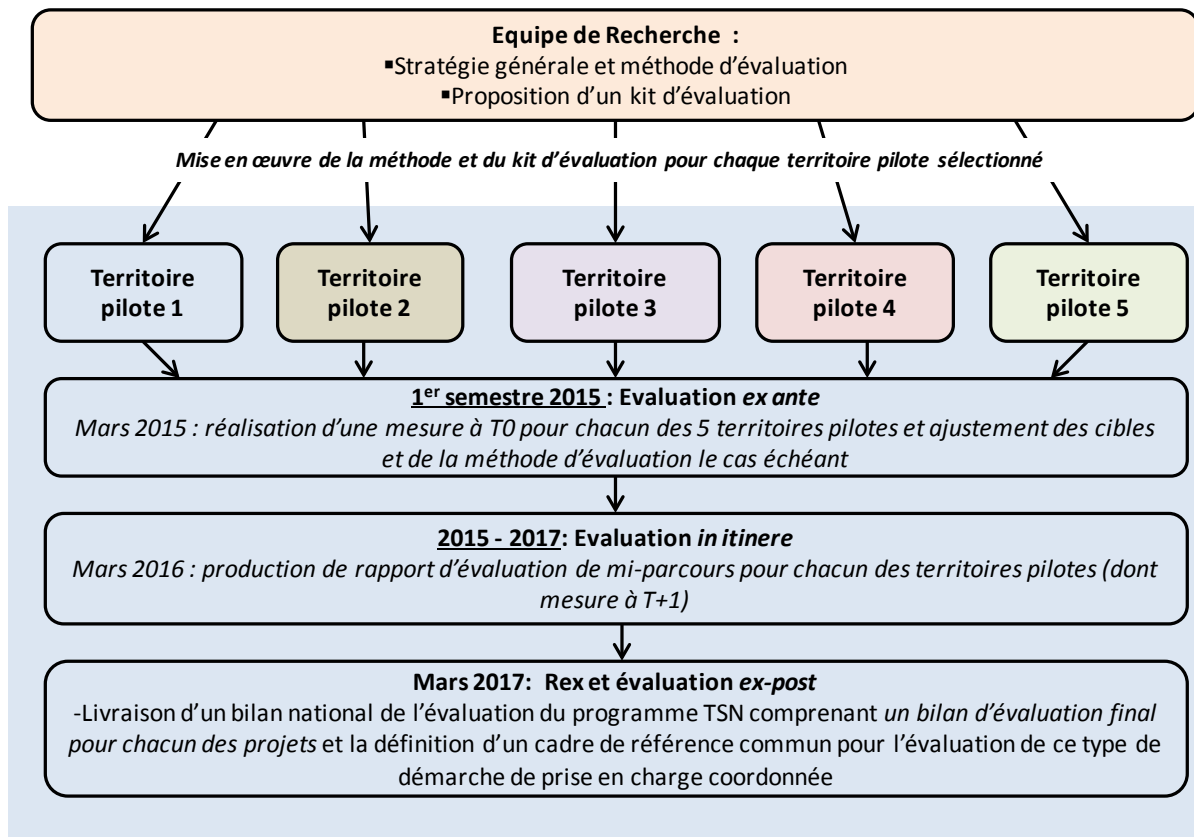 Equipe de Recherche :
▪Stratégie générale et méthode d'évaluation
▪Proposition d'un kit d'évaluation
Mise en œuvre de la méthode et du kit d'évaluation pour chaque territoire pilote sélectionné
Territoire
pilote 1
Territoire
pilote 2
Territoire
pilote 3
Territoire
pilote 4
Territoire
pilote 5
1er semestre 2015 : Evaluation ex ante
Mars 2015 : réalisation d'une mesure à T0 pour chacun des 5 territoires pilotes et ajustement des cibles
et de la méthode d'évaluation le cas échéant
2015 - 2017: Evaluation in itinere
Mars 2016 : production de rapport d'évaluation de mi-parcours pour chacun des territoires pilotes (dont
mesure à T+1)
Mars 2017: Rex et évaluation ex-post
-Livraison d'un bilan national de l'évaluation du programme TSN comprenant un bilan d'évaluation final
pour chacun des projets et la définition d'un cadre de référence commun pour l'évaluation de ce type de
démarche de prise en charge coordonnée